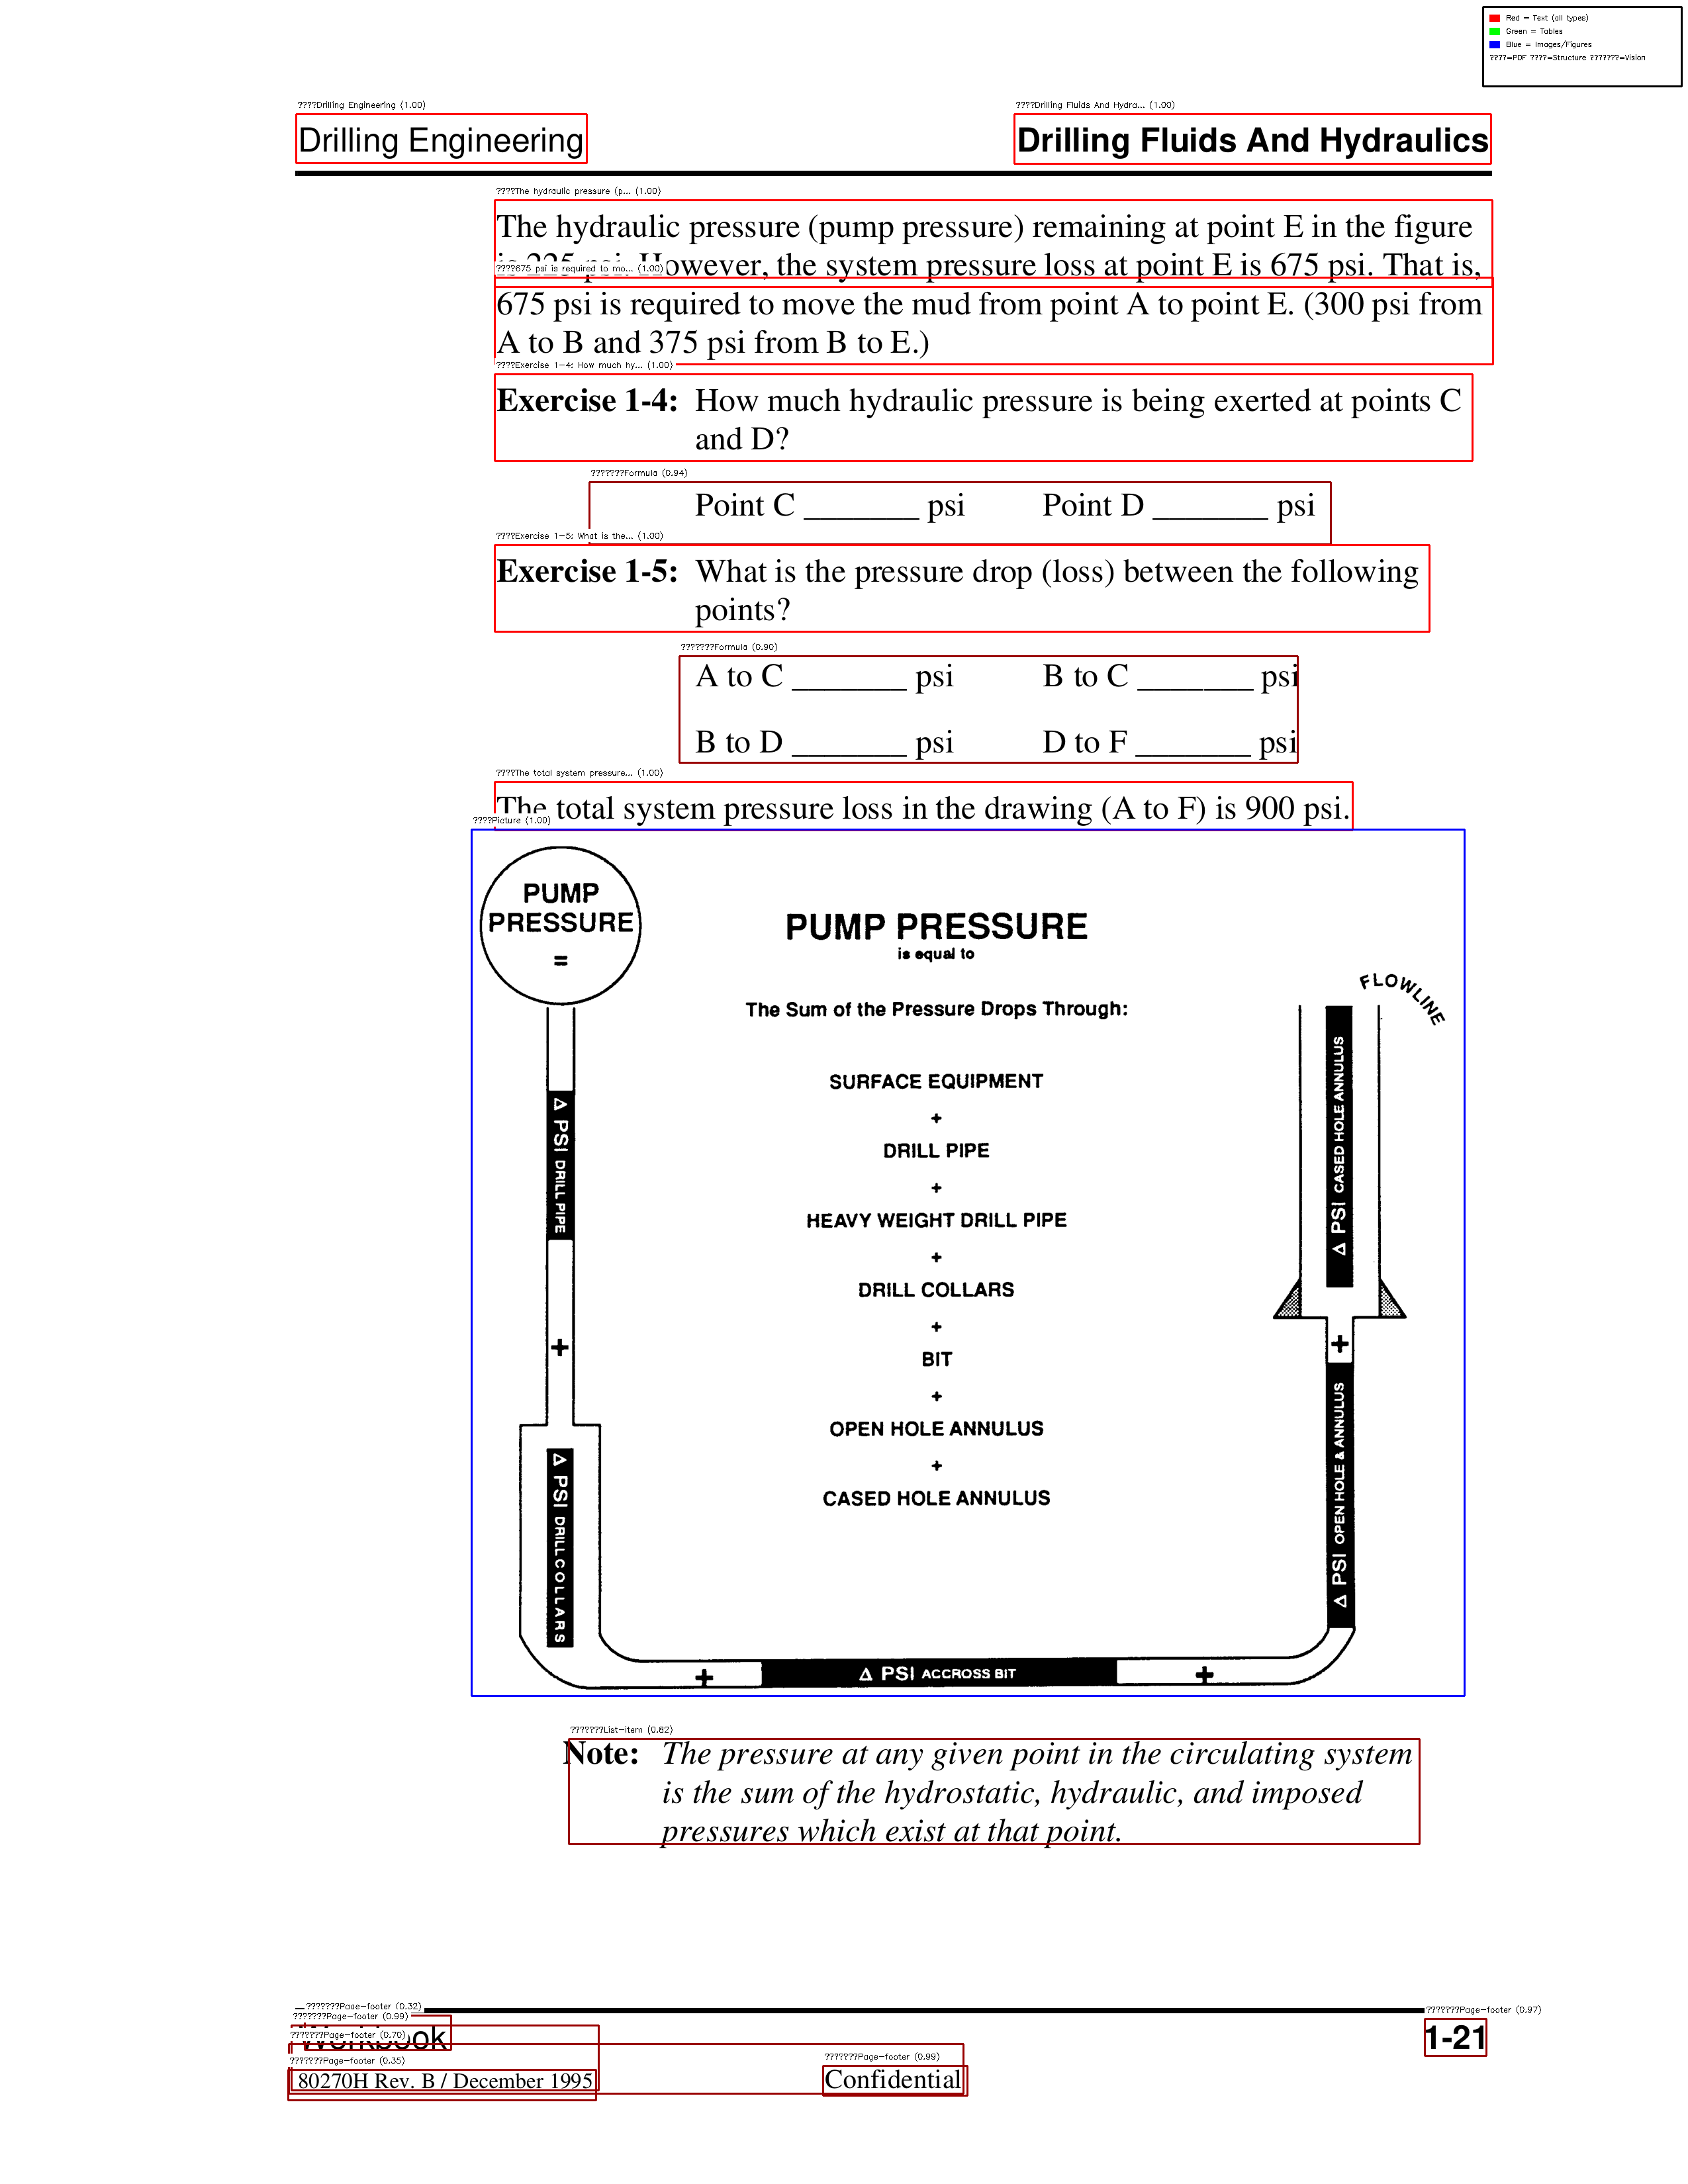 Red = Text (all types)
Green = Tables
Blue = Images/Figures
????=PDF ????=Structure ???????=Vision
????Drilling Engineering (1.00)
????Drilling Fluids And Hydra... (1.00)
Drilling Engineering
Drilling Fluids And Hydraulics
????The hydraulic pressure (p... (1.00)
The hydraulic pressure (pump pressure) remaining at point E in the figure
is 225 psi. However, the system pressure loss at point E is 675 psi. That is,
????675 psi is required to mo... (1.00)
675 psi is required to move the mud from point A to point E. (300 psi from
A to B and 375 psi from B to E.)
????Exercise 1-4: How much hy... (1.00)
Exercise 1-4: How much hydraulic pressure is being exerted at points C
and D?
???????Formula (0.94)
Point C _______ psi Point D _______ psi
????Exercise 1-5: What is the... (1.00)
Exercise 1-5: What is the pressure drop (loss) between the following
points?
???????Formula (0.90)
A to C _______ psi B to C _______ psi
B to D _______ psi D to F _______ psi
????The total system pressure... (1.00)
The total system pressure loss in the drawing (A to F) is 900 psi.
????Picture (1.00)
PUMP
PRESSURE
=
PUMP PRESSURE
is equal to
FLOWLINE
The Sum of the Pressure Drops Through:
SURFACE EQUIPMENT
+
DRILL PIPE
+
HEAVY WEIGHT DRILL PIPE
+
DRILL COLLARS
+
BIT
+
OPEN HOLE ANNULUS
+
CASED HOLE ANNULUS
Δ PSI DRILL PIPE
+
Δ PSI DRILL COLLARS
+
Δ PSI ACCROSS BIT
+
Δ PSI OPEN HOLE & ANNULUS
+
Δ PSI CASED HOLE ANNULUS
???????List-item (0.82)
Note: The pressure at any given point in the circulating system
is the sum of the hydrostatic, hydraulic, and imposed
pressures which exist at that point.
???????Page-footer (0.32)
???????Page-footer (0.97)
???????Page-footer (0.99)
Workbook
1-21
???????Page-footer (0.70)
???????Page-footer (0.35)
???????Page-footer (0.99)
80270H Rev. B / December 1995
Confidential